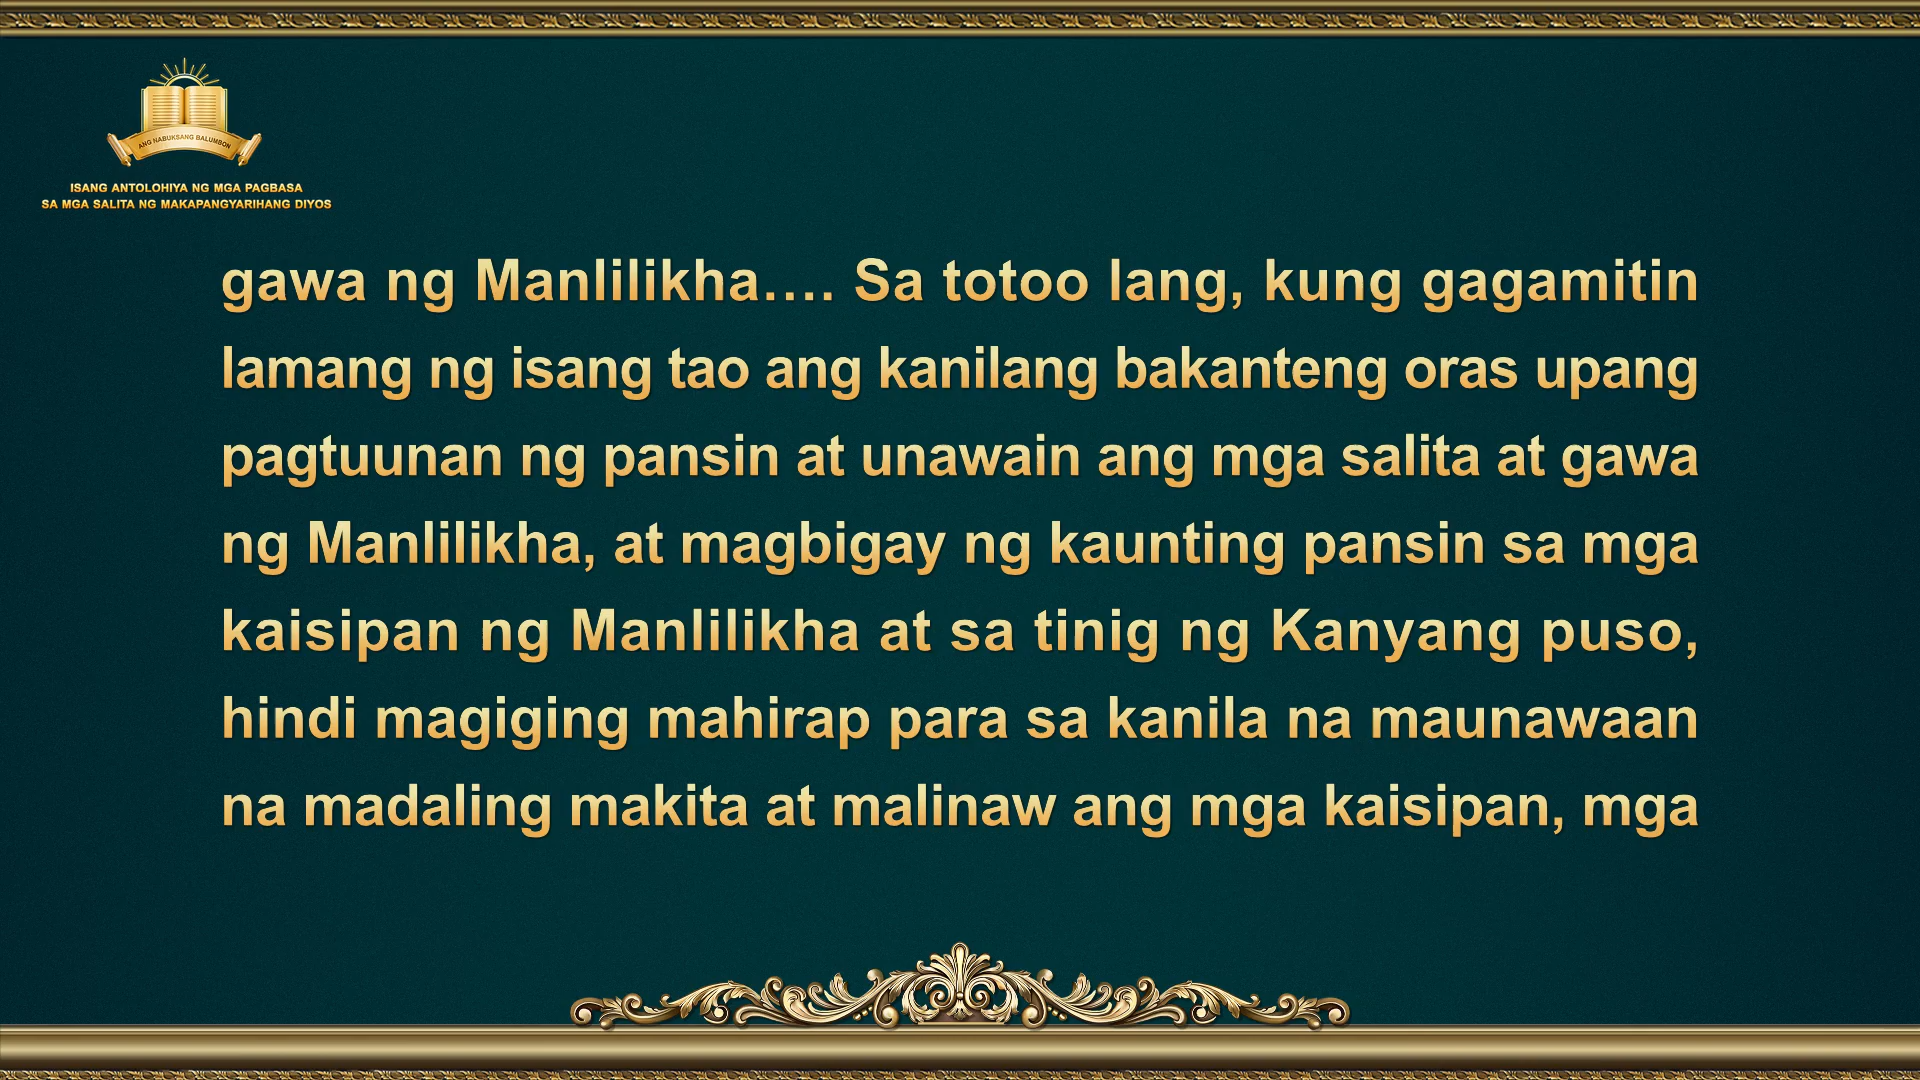 ANG NABUKSANG BALUMBON
ISANG ANTOLOHIYA NG MGA PAGBASA
SA MGA SALITA NG MAKAPANGYARIHANG DIYOS
gawa ng Manlilikha.... Sa totoo lang, kung gagamitin
lamang ng isang tao ang kanilang bakanteng oras upang
pagtuunan ng pansin at unawain ang mga salita at gawa
ng Manlilikha, at magbigay ng kaunting pansin sa mga
kaisipan ng Manlilikha at sa tinig ng Kanyang puso,
hindi magiging mahirap para sa kanila na maunawaan
na madaling makita at malinaw ang mga kaisipan, mga